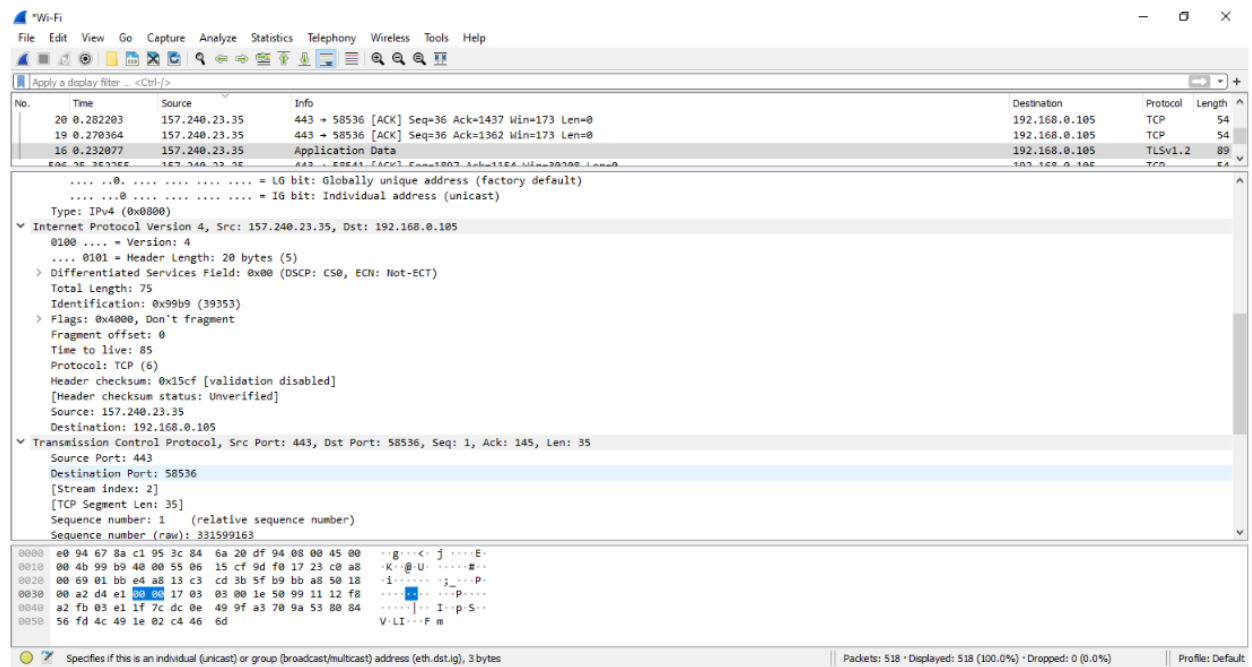 *Wi-Fi
File Edit View Go Capture Analyze Statistics Telephony Wireless Tools Help
Apply a display filter ... <Ctrl-/>
No. Time Source Info Destination Protocol Length
20 0.282203 157.240.23.35 443 → 58536 [ACK] Seq=36 Ack=1437 Win=173 Len=0 192.168.0.105 TCP 54
19 0.270364 157.240.23.35 443 → 58536 [ACK] Seq=36 Ack=1362 Win=173 Len=0 192.168.0.105 TCP 54
16 0.232077 157.240.23.35 Application Data 192.168.0.105 TLSv1.2 89
.... ..0. .... .... .... .... = LG bit: Globally unique address (factory default)
.... ...0 .... .... .... .... = IG bit: Individual address (unicast)
Type: IPv4 (0x0800)
Internet Protocol Version 4, Src: 157.240.23.35, Dst: 192.168.0.105
0100 .... = Version: 4
.... 0101 = Header Length: 20 bytes (5)
Differentiated Services Field: 0x00 (DSCP: CS0, ECN: Not-ECT)
Total Length: 75
Identification: 0x99b9 (39353)
Flags: 0x4000, Don't fragment
Fragment offset: 0
Time to live: 85
Protocol: TCP (6)
Header checksum: 0x15cf [validation disabled]
[Header checksum status: Unverified]
Source: 157.240.23.35
Destination: 192.168.0.105
Transmission Control Protocol, Src Port: 443, Dst Port: 58536, Seq: 1, Ack: 145, Len: 35
Source Port: 443
Destination Port: 58536
[Stream index: 2]
[TCP Segment Len: 35]
Sequence number: 1 (relative sequence number)
Sequence number (raw): 331599163
0000 e0 94 67 8a c1 95 3c 84 6a 20 df 94 08 00 45 00 ··g···<· j ····E·
0010 00 4b 99 b9 40 00 55 06 15 cf 9d f0 17 23 c0 a8 ·K··@·U· ·····#··
0020 00 69 01 bb e4 a8 13 c3 cd 3b 5f b9 bb a8 50 18 ·i······ ·;_···P·
0030 00 a2 d4 e1 00 00 17 03 03 00 1e 50 99 11 12 f8 ········ ···P····
0040 a2 fb 03 e1 1f 7c dc 0e 49 9f a3 70 9a 53 80 84 ·····|·· I··p·S··
0050 56 fd 4c 49 1e 02 c4 46 6d V·LI···F m
Specifies if this is an individual (unicast) or group (broadcast/multicast) address (eth.dst.ig), 3 bytes Packets: 518 · Displayed: 518 (100.0%) · Dropped: 0 (0.0%) Profile: Default